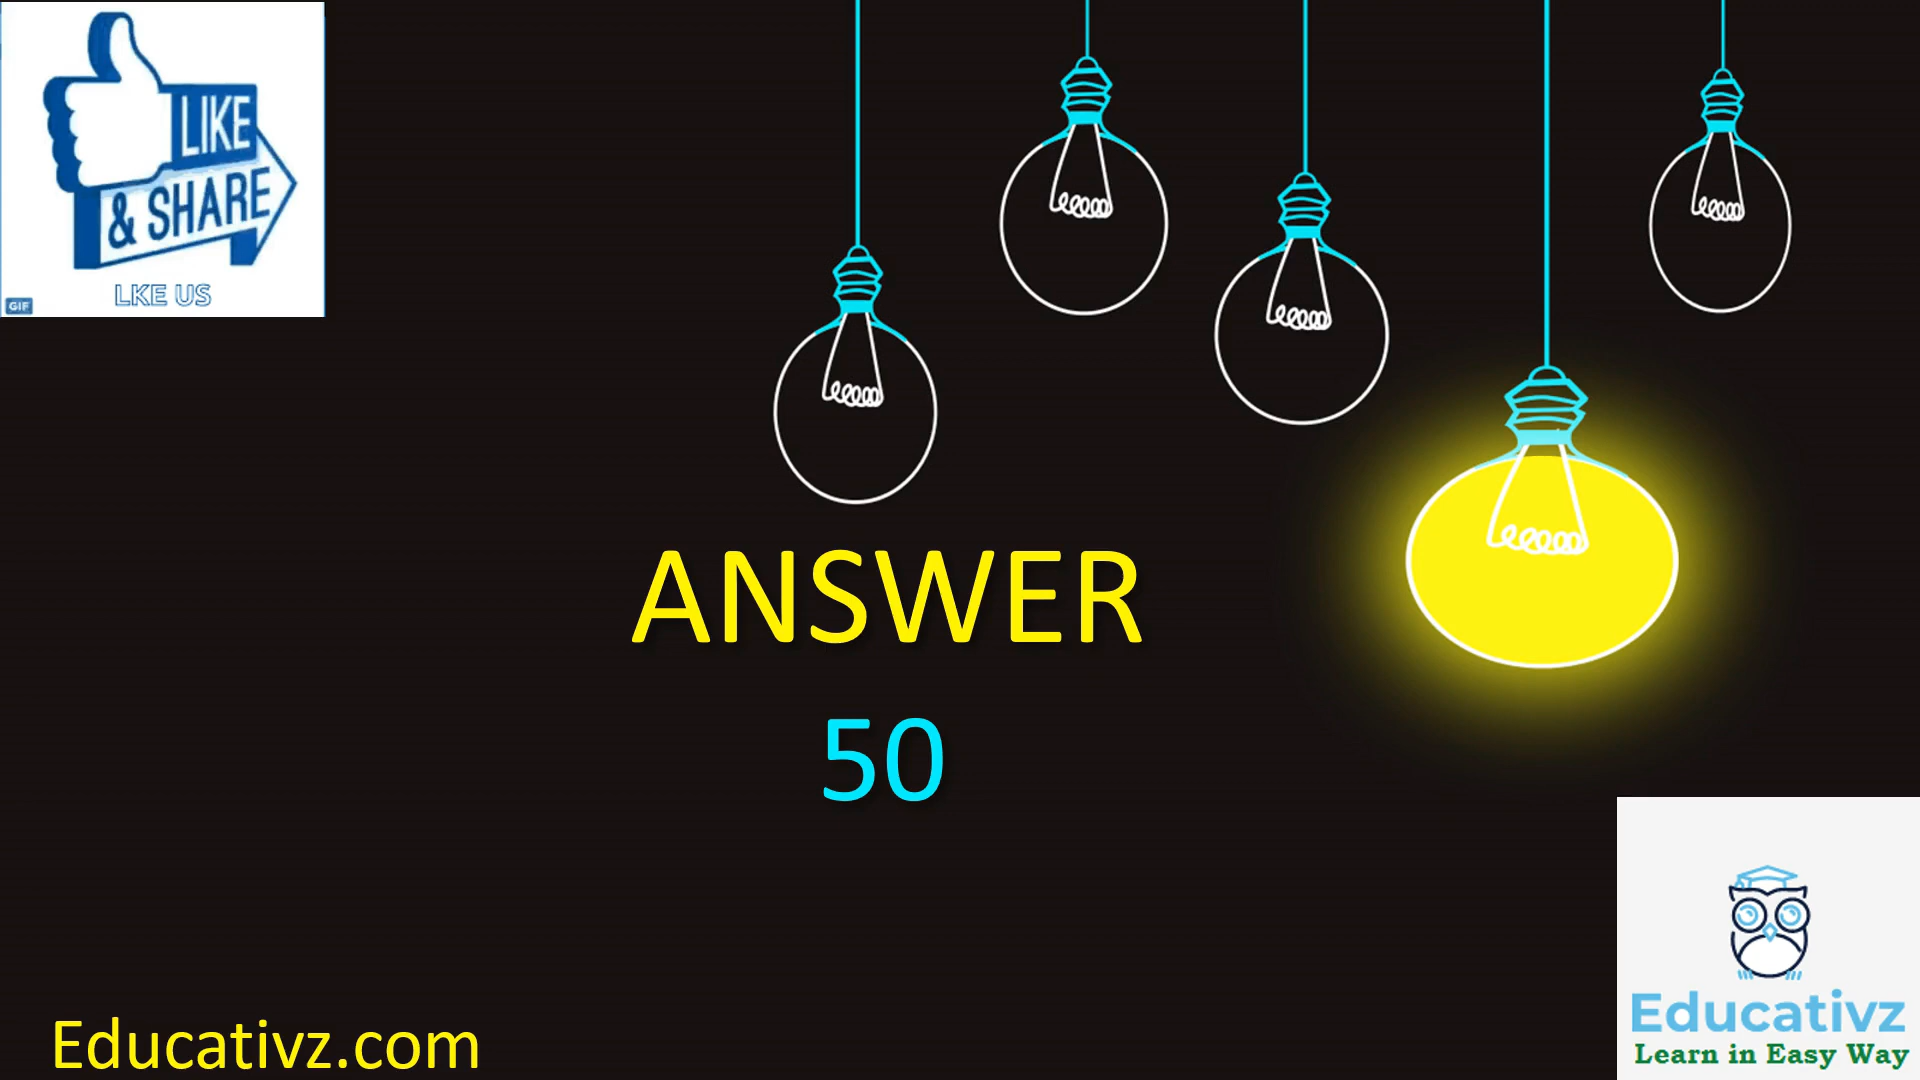 LIKE
& SHARE
LKE US
GIF
ANSWER
50
Educativz.com
Educativz
Learn in Easy Way